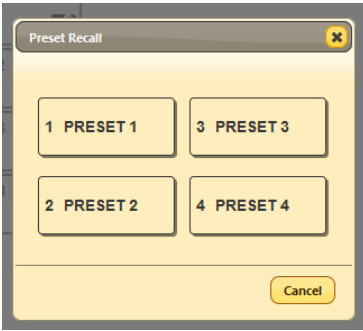 Preset Recall
1 PRESET 1
3 PRESET 3
2 PRESET 2
4 PRESET 4
Cancel